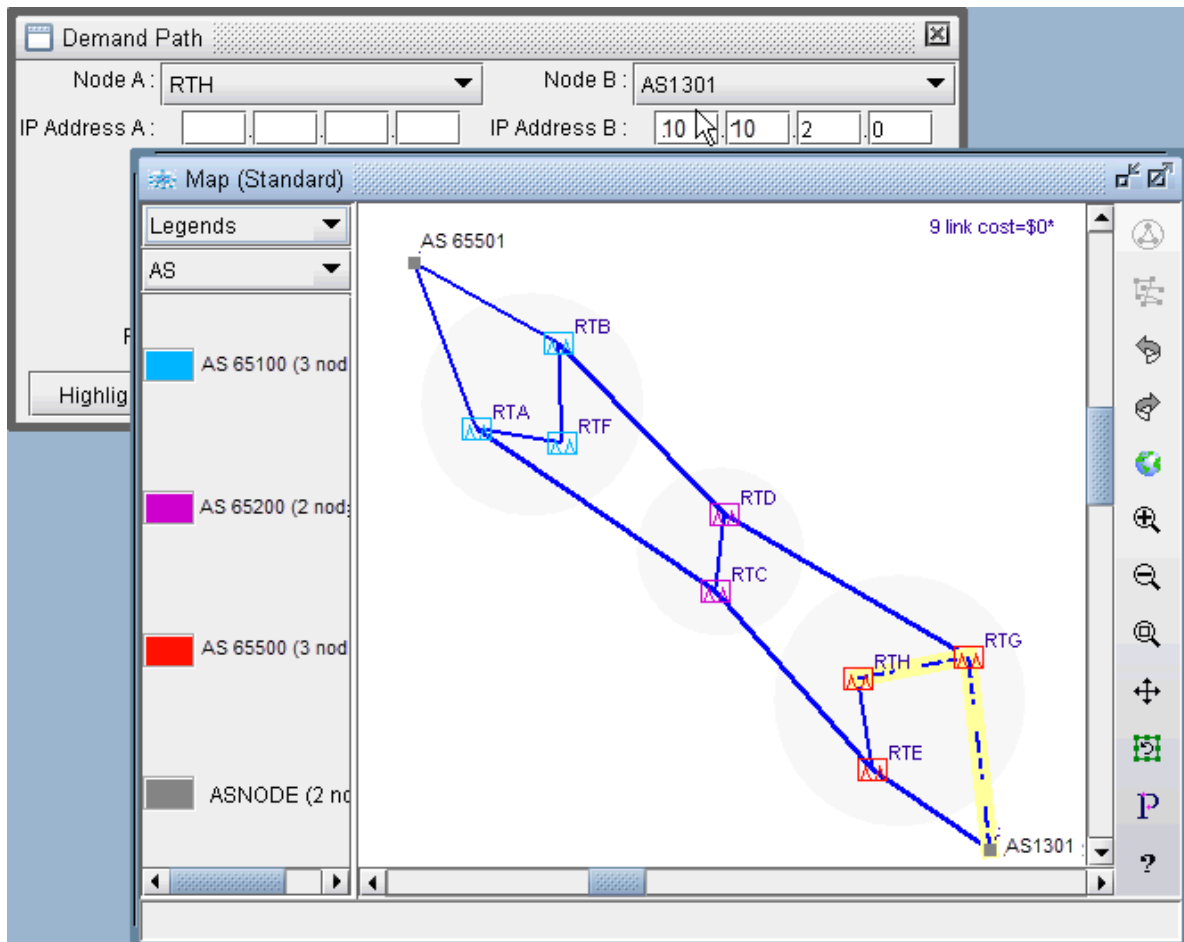 Demand Path
Node A : RTH Node B : AS1301
IP Address A : . . . IP Address B : 10 . 10 . 2 . 0
Map (Standard)
Legends
AS
9 link cost=$0*
AS 65501
RTB
AS 65100 (3 nod
Highlig
RTA
RTF
RTD
AS 65200 (2 nod
RTC
AS 65500 (3 nod
RTG
RTH
RTE
ASNODE (2 no
AS1301
P
?